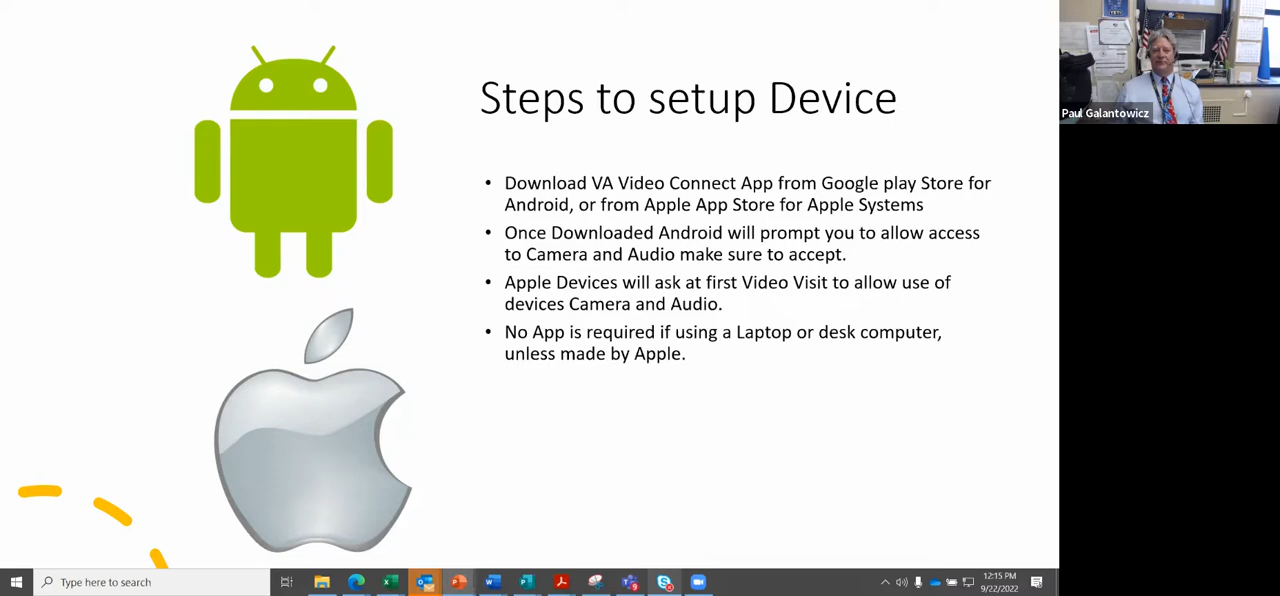 Steps to setup Device
• Download VA Video Connect App from Google play Store for
Android, or from Apple App Store for Apple Systems
• Once Downloaded Android will prompt you to allow access
to Camera and Audio make sure to accept.
• Apple Devices will ask at first Video Visit to allow use of
devices Camera and Audio.
• No App is required if using a Laptop or desk computer,
unless made by Apple.
Paul Galantowicz
Type here to search
12:15 PM
9/22/2022